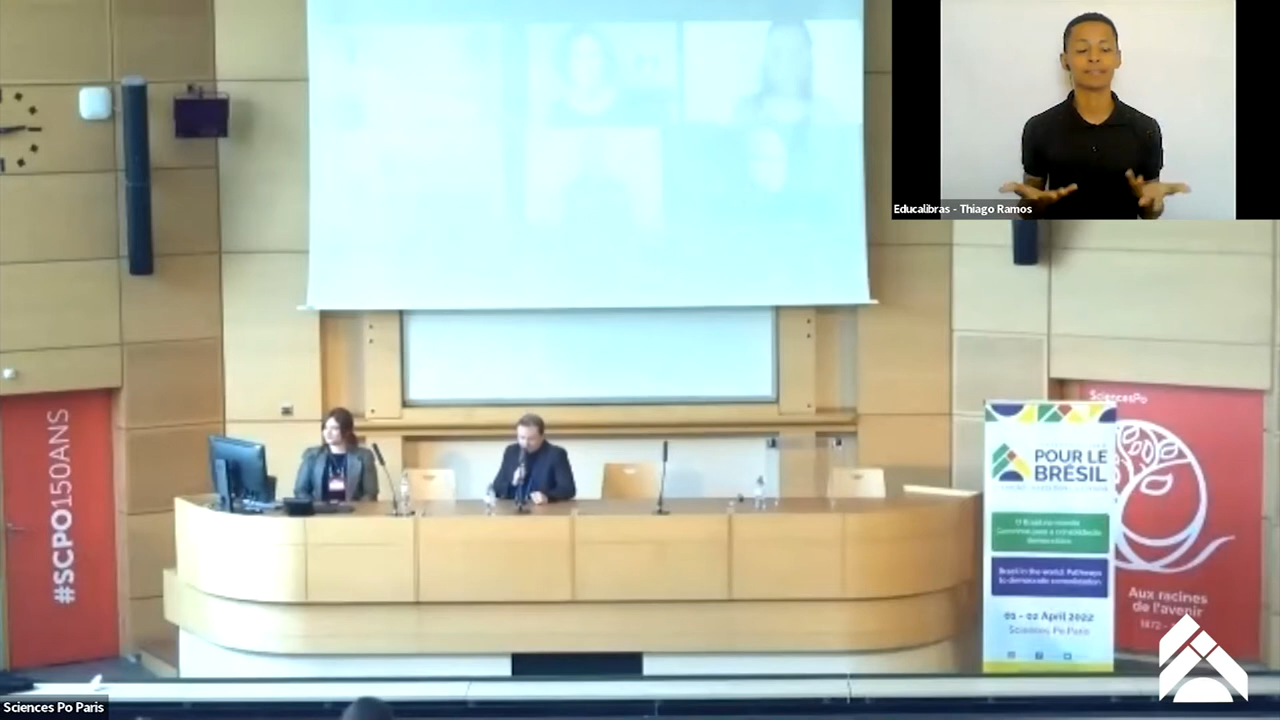 Educalibras - Thiago Ramos
#SCPO150ANS
SciencesPo
POUR LE
BRÉSIL
O Brasil no mundo
Caminhos para a consolidação
democrática
Brazil in the world: Pathways
to democratic consolidation
01 - 02 April 2022
Sciences Po Paris
Aux racines
de l'avenir
Sciences Po Paris